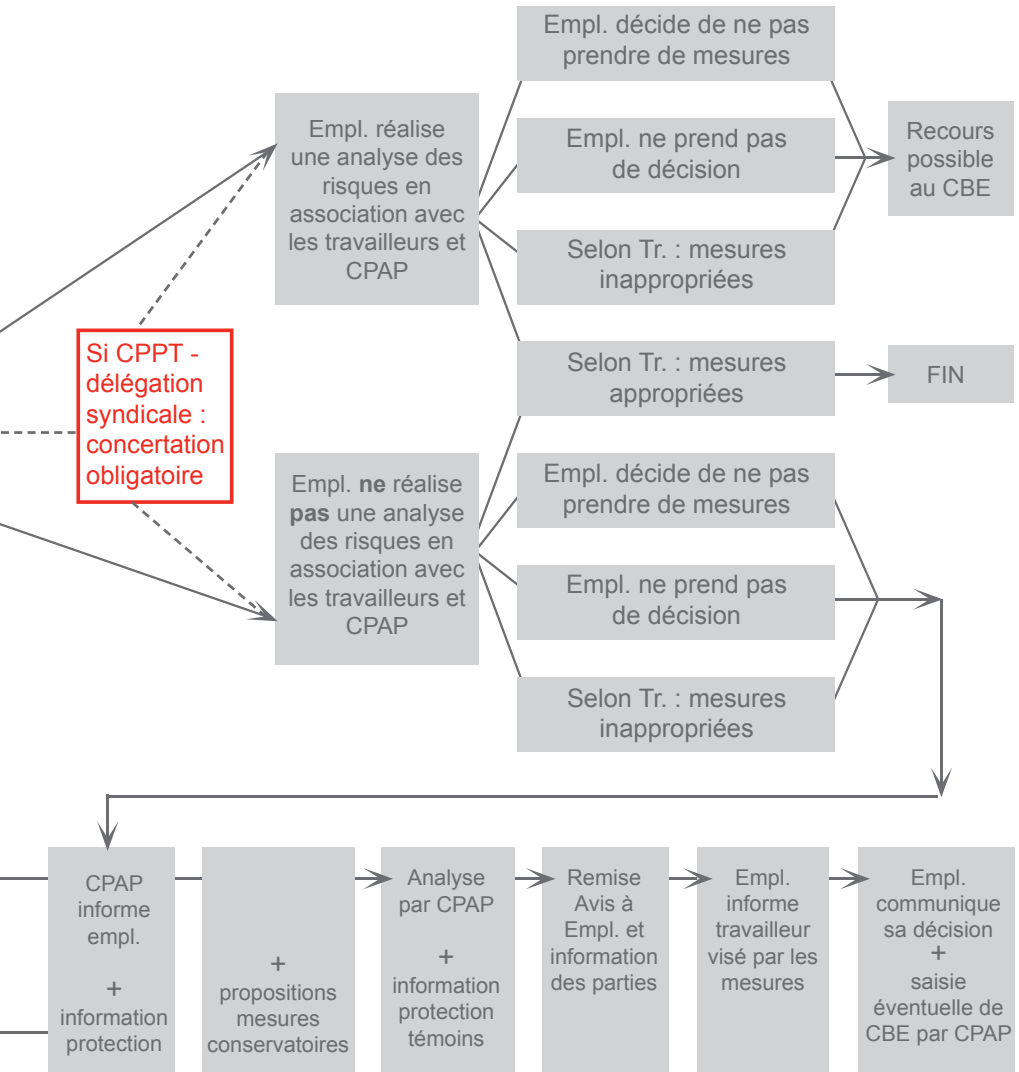 Empl. décide de ne pas
prendre de mesures
Empl. réalise
une analyse des
risques en
association avec
les travailleurs et
CPAP
Empl. ne prend pas
de décision
Recours
possible
au CBE
Selon Tr. : mesures
inappropriées
Si CPPT -
délégation
syndicale :
concertation
obligatoire
Selon Tr. : mesures
appropriées
FIN
Empl. ne réalise
pas une analyse
des risques en
association avec
les travailleurs et
CPAP
Empl. décide de ne pas
prendre de mesures
Empl. ne prend pas
de décision
Selon Tr. : mesures
inappropriées
CPAP
informe
empl.
+
information
protection
+
propositions
mesures
conservatoires
Analyse
par CPAP
+
information
protection
témoins
Remise
Avis à
Empl. et
information
des parties
Empl.
informe
travailleur
visé par les
mesures
Empl.
communique
sa décision
+
saisie
éventuelle de
CBE par CPAP